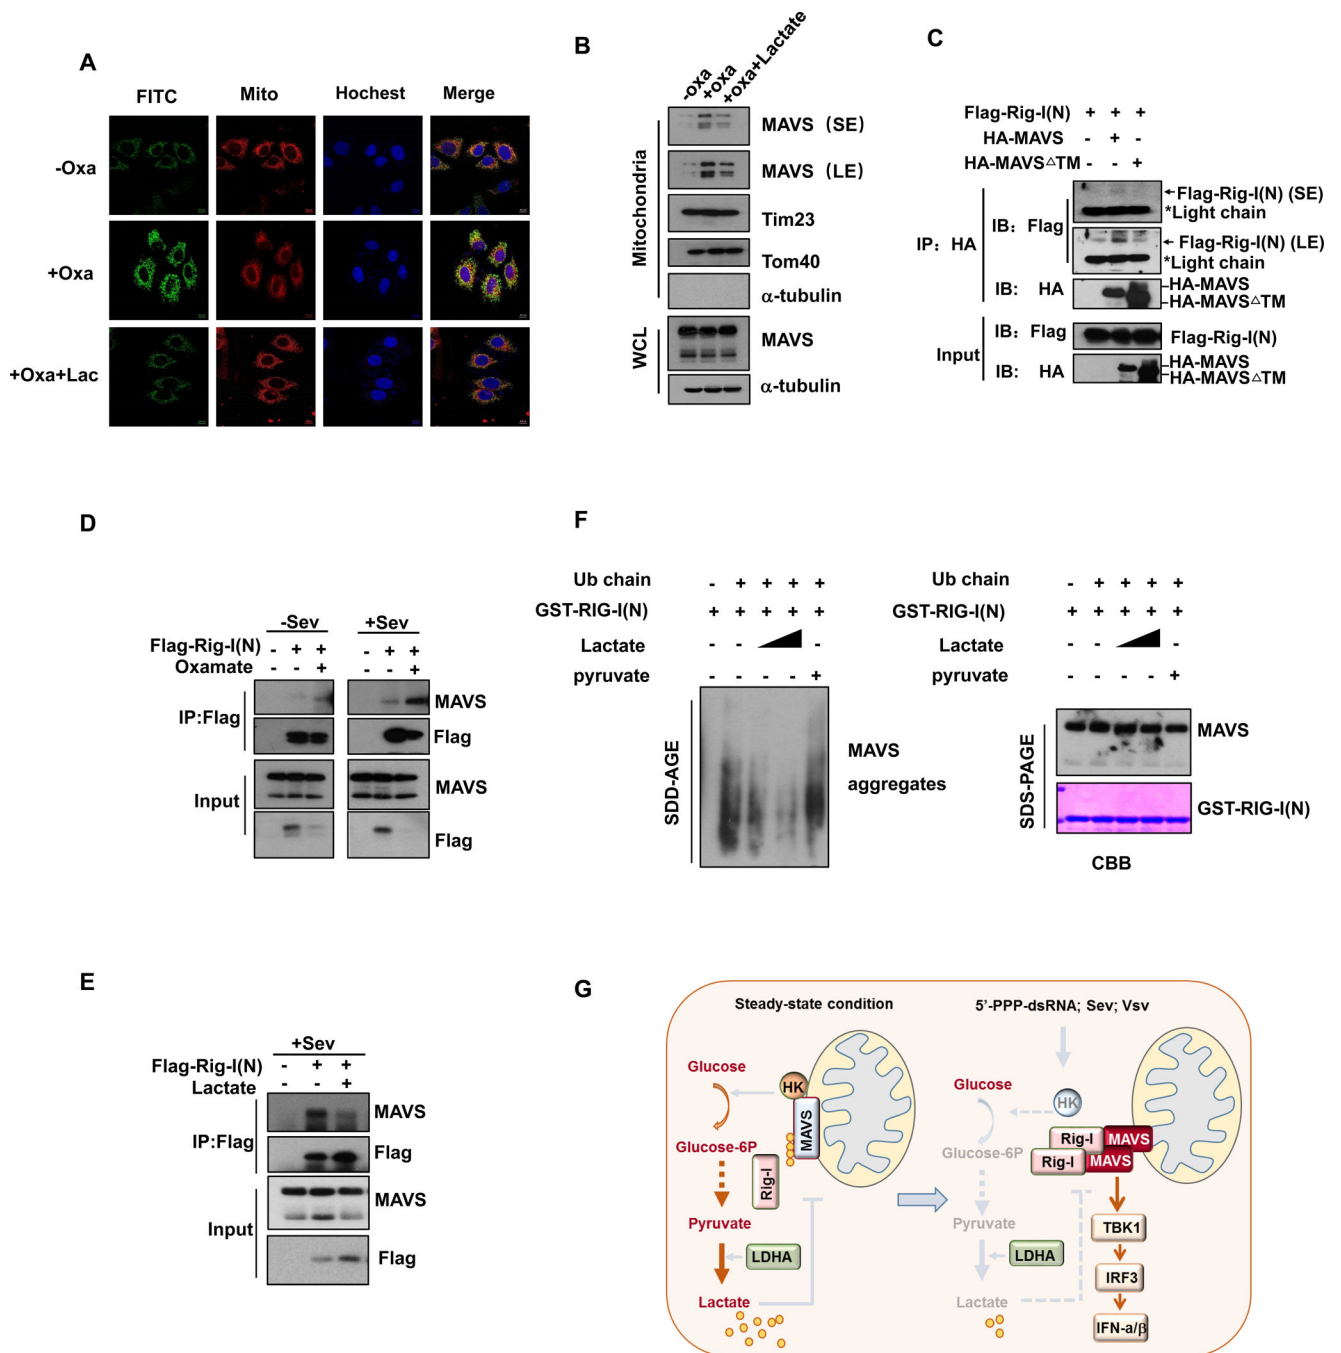 A
FITC Mito Hochest Merge
-Oxa
+Oxa
+Oxa+Lac
B
-oxa
+oxa
+oxa+Lactate
Mitochondria
MAVS (SE)
MAVS (LE)
Tim23
Tom40
α-tubulin
WCL
MAVS
α-tubulin
C
Flag-Rig-I(N) + + +
HA-MAVS - + -
HA-MAVS△TM - - +
IP: HA
IB: Flag
Flag-Rig-I(N) (SE)
*Light chain
Flag-Rig-I(N) (LE)
*Light chain
IB: HA
HA-MAVS
HA-MAVS△TM
Input
IB: Flag
Flag-Rig-I(N)
IB: HA
HA-MAVS
HA-MAVS△TM
D
-Sev +Sev
Flag-Rig-I(N) - + + - + +
Oxamate - - + - - +
IP:Flag
MAVS
Flag
Input
MAVS
Flag
E
+Sev
Flag-Rig-I(N) - + +
Lactate - - +
IP:Flag
MAVS
Flag
Input
MAVS
Flag
F
Ub chain - + + + +
GST-RIG-I(N) + + + + +
Lactate - - -
pyruvate - - - - +
SDD-AGE
MAVS
aggregates
Ub chain - + + + +
GST-RIG-I(N) + + + + +
Lactate - - -
pyruvate - - - - +
SDS-PAGE
MAVS
GST-RIG-I(N)
CBB
G
Steady-state condition
Glucose
HK
MAVS
Glucose-6P
Rig-I
Pyruvate
LDHA
Lactate
5'-PPP-dsRNA; Sev; Vsv
Glucose
HK
Rig-I MAVS
Rig-I MAVS
Glucose-6P
Pyruvate
TBK1
LDHA
IRF3
Lactate
IFN-a/β